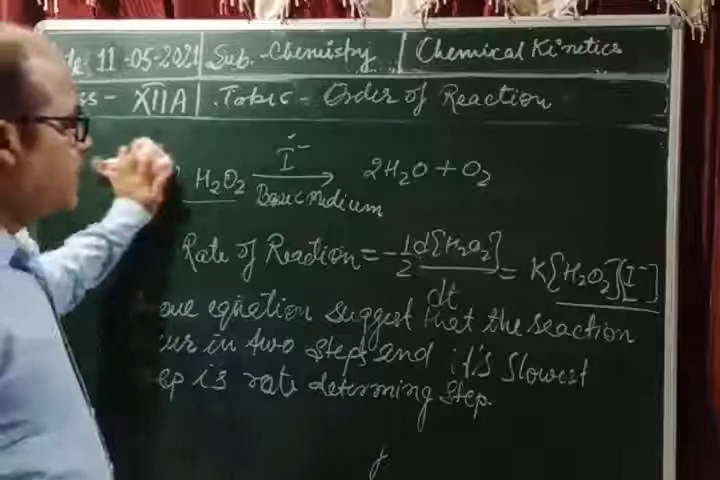 11-05-2021 Sub.-Chemistry Chemical Kinetics
XIIA Topic - Order of Reaction
H₂O₂ I⁻ → 2H₂O + O₂
Basic Medium
Rate of Reaction = -1/2 d[H₂O₂]/dt = K[H₂O₂][I⁻]
equation suggest that the reaction
in two steps and it's slowest
is rate determining step.